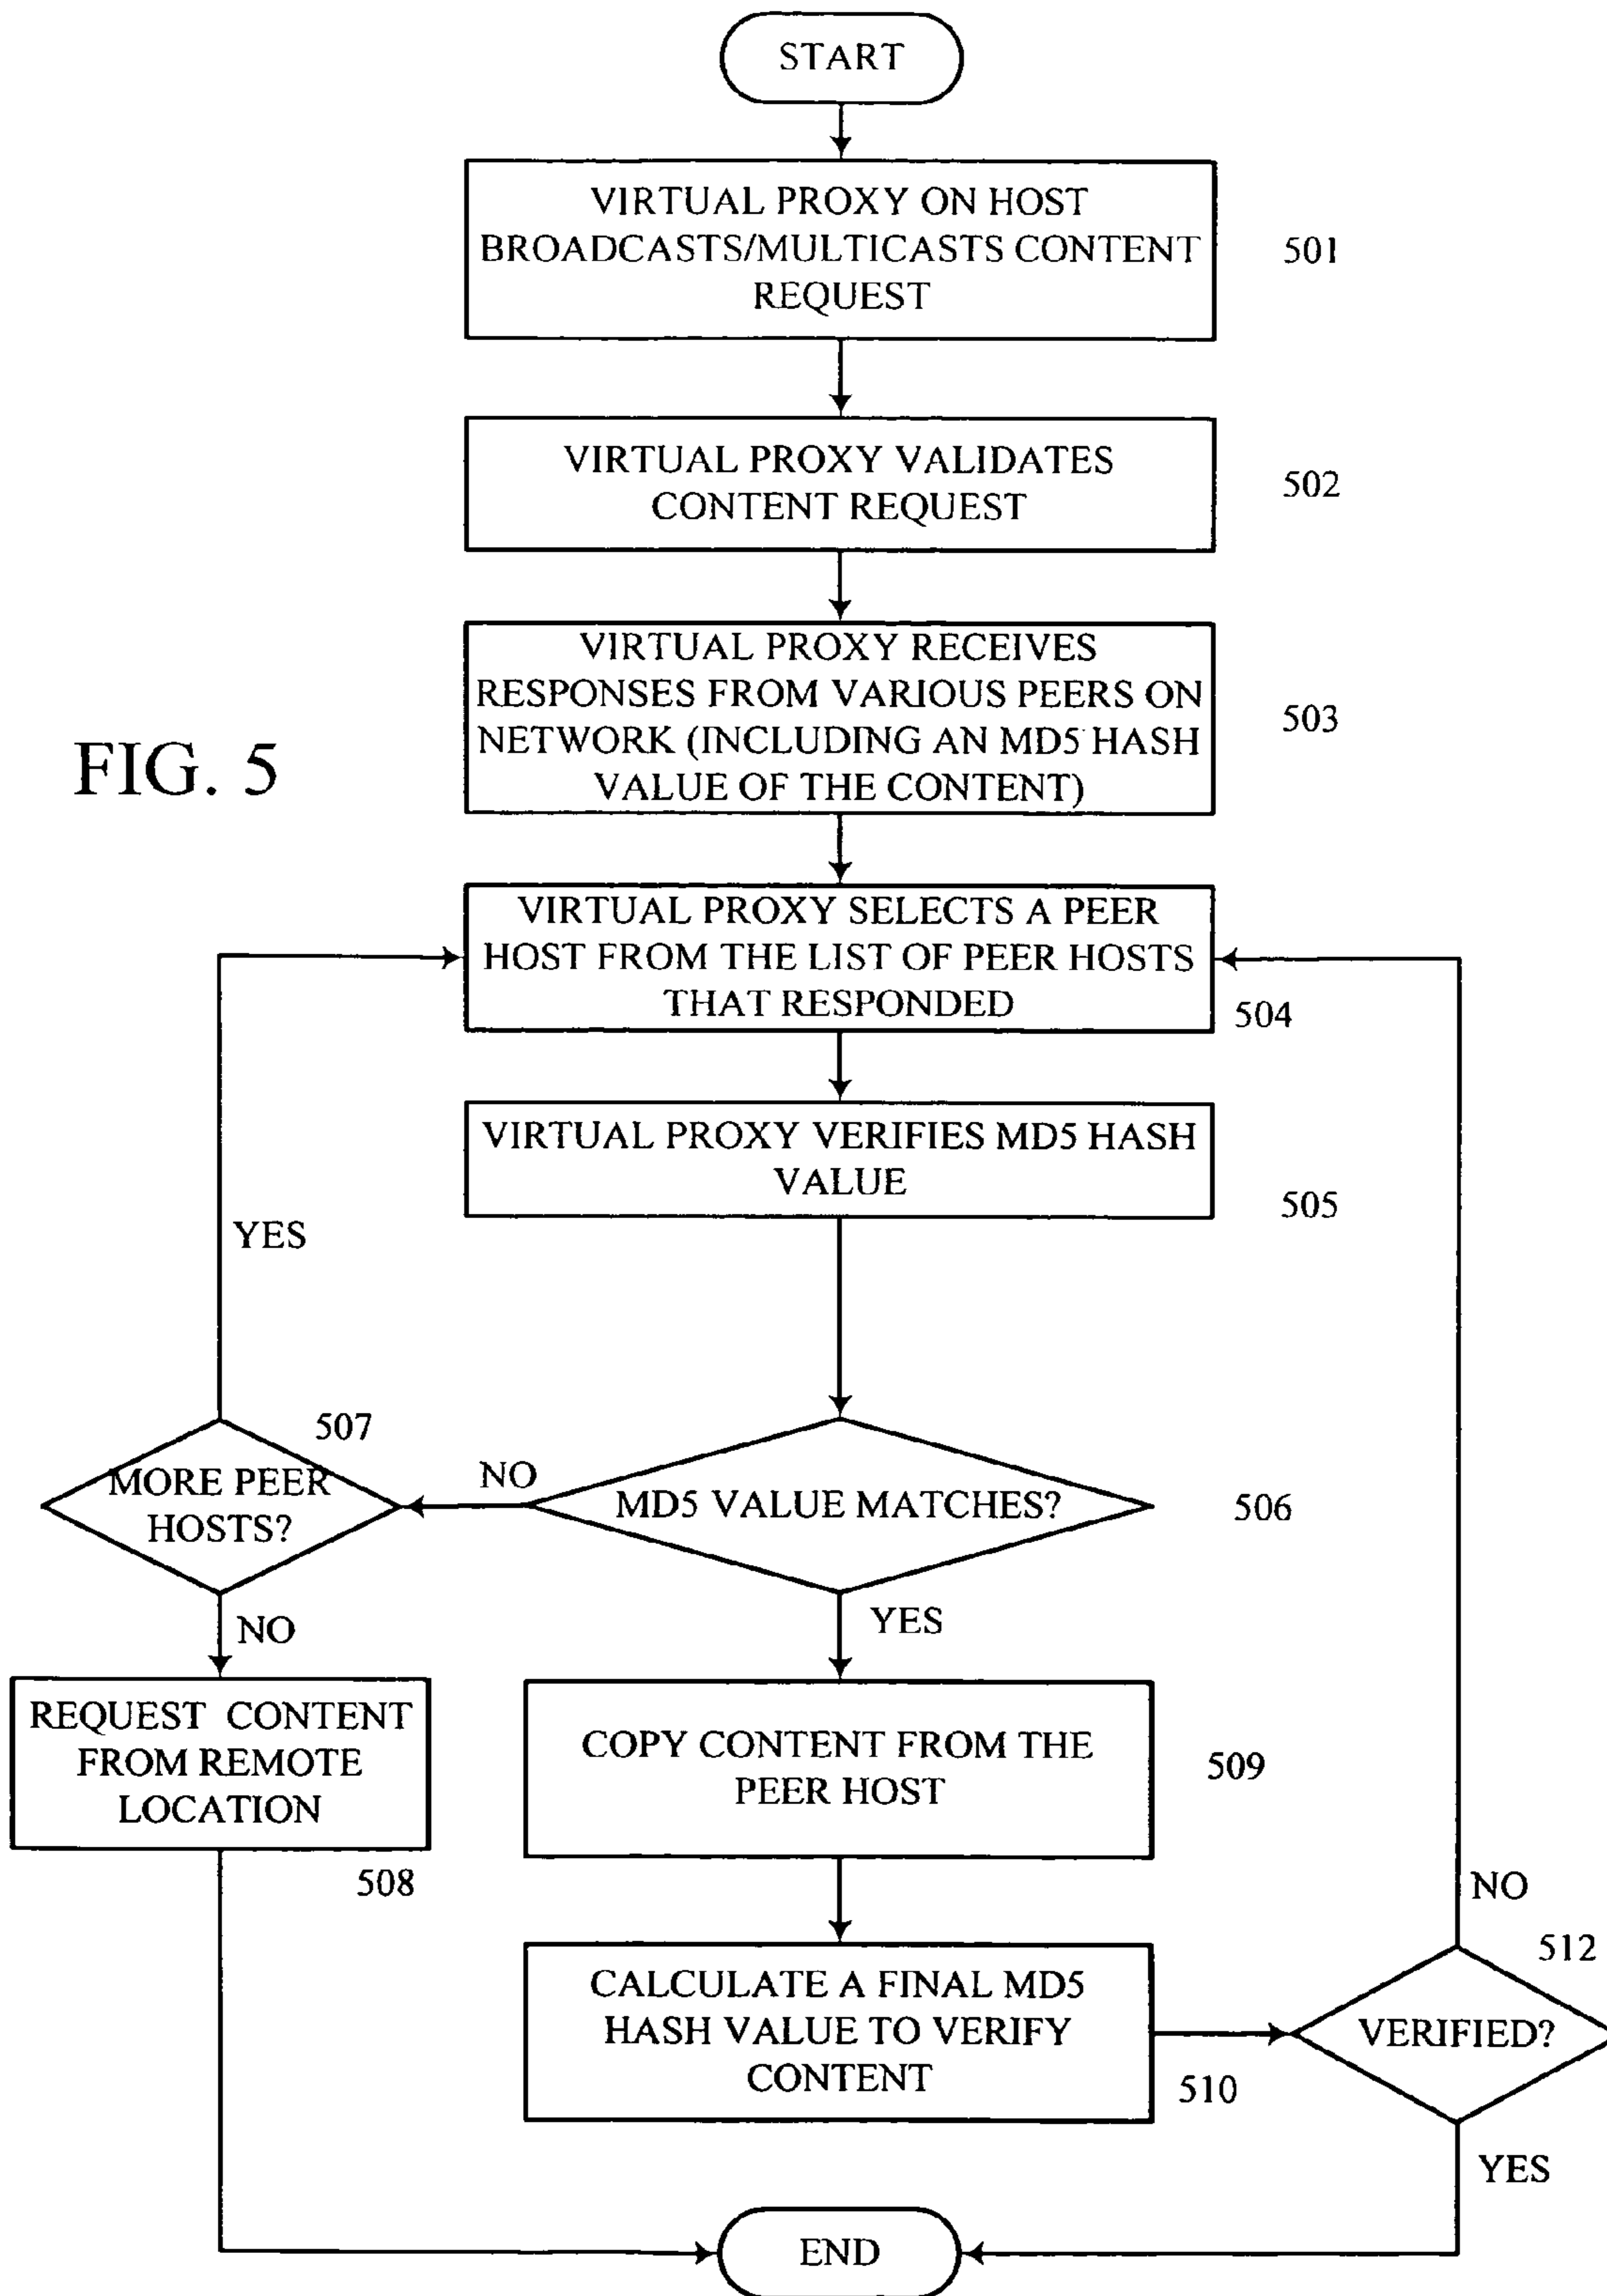 START
VIRTUAL PROXY ON HOST
BROADCASTS/MULTICASTS CONTENT
REQUEST
501
VIRTUAL PROXY VALIDATES
CONTENT REQUEST
502
VIRTUAL PROXY RECEIVES
RESPONSES FROM VARIOUS PEERS ON
NETWORK (INCLUDING AN MD5 HASH
VALUE OF THE CONTENT)
503
FIG. 5
VIRTUAL PROXY SELECTS A PEER
HOST FROM THE LIST OF PEER HOSTS
THAT RESPONDED
504
VIRTUAL PROXY VERIFIES MD5 HASH
VALUE
505
YES
507
MORE PEER
HOSTS?
NO
MD5 VALUE MATCHES?
506
NO
YES
REQUEST CONTENT
FROM REMOTE
LOCATION
508
COPY CONTENT FROM THE
PEER HOST
509
NO
512
CALCULATE A FINAL MD5
HASH VALUE TO VERIFY
CONTENT
510
VERIFIED?
YES
END